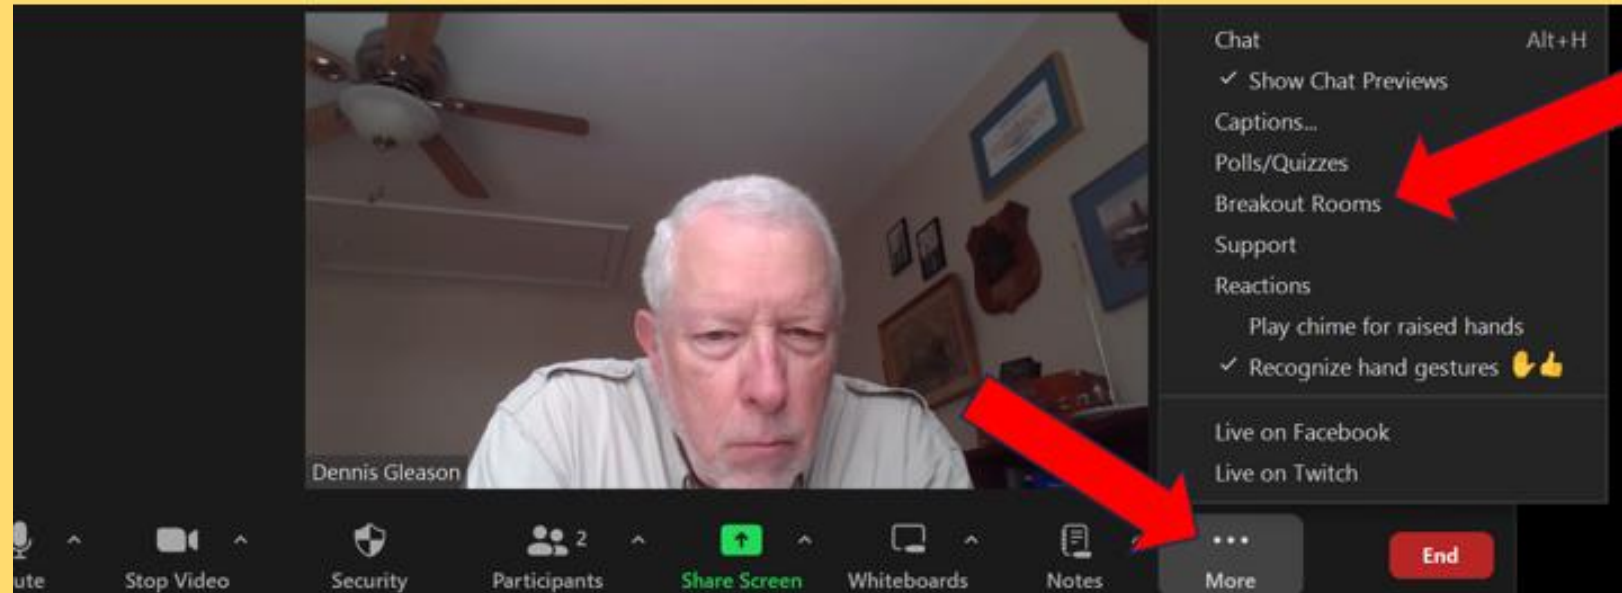 Chat Alt+H
✓ Show Chat Previews
Captions...
Polls/Quizzes
Breakout Rooms
Support
Reactions
Play chime for raised hands
✓ Recognize hand gestures ✋👍
Live on Facebook
Live on Twitch
Dennis Gleason
2
ute Stop Video Security Participants Share Screen Whiteboards Notes More End